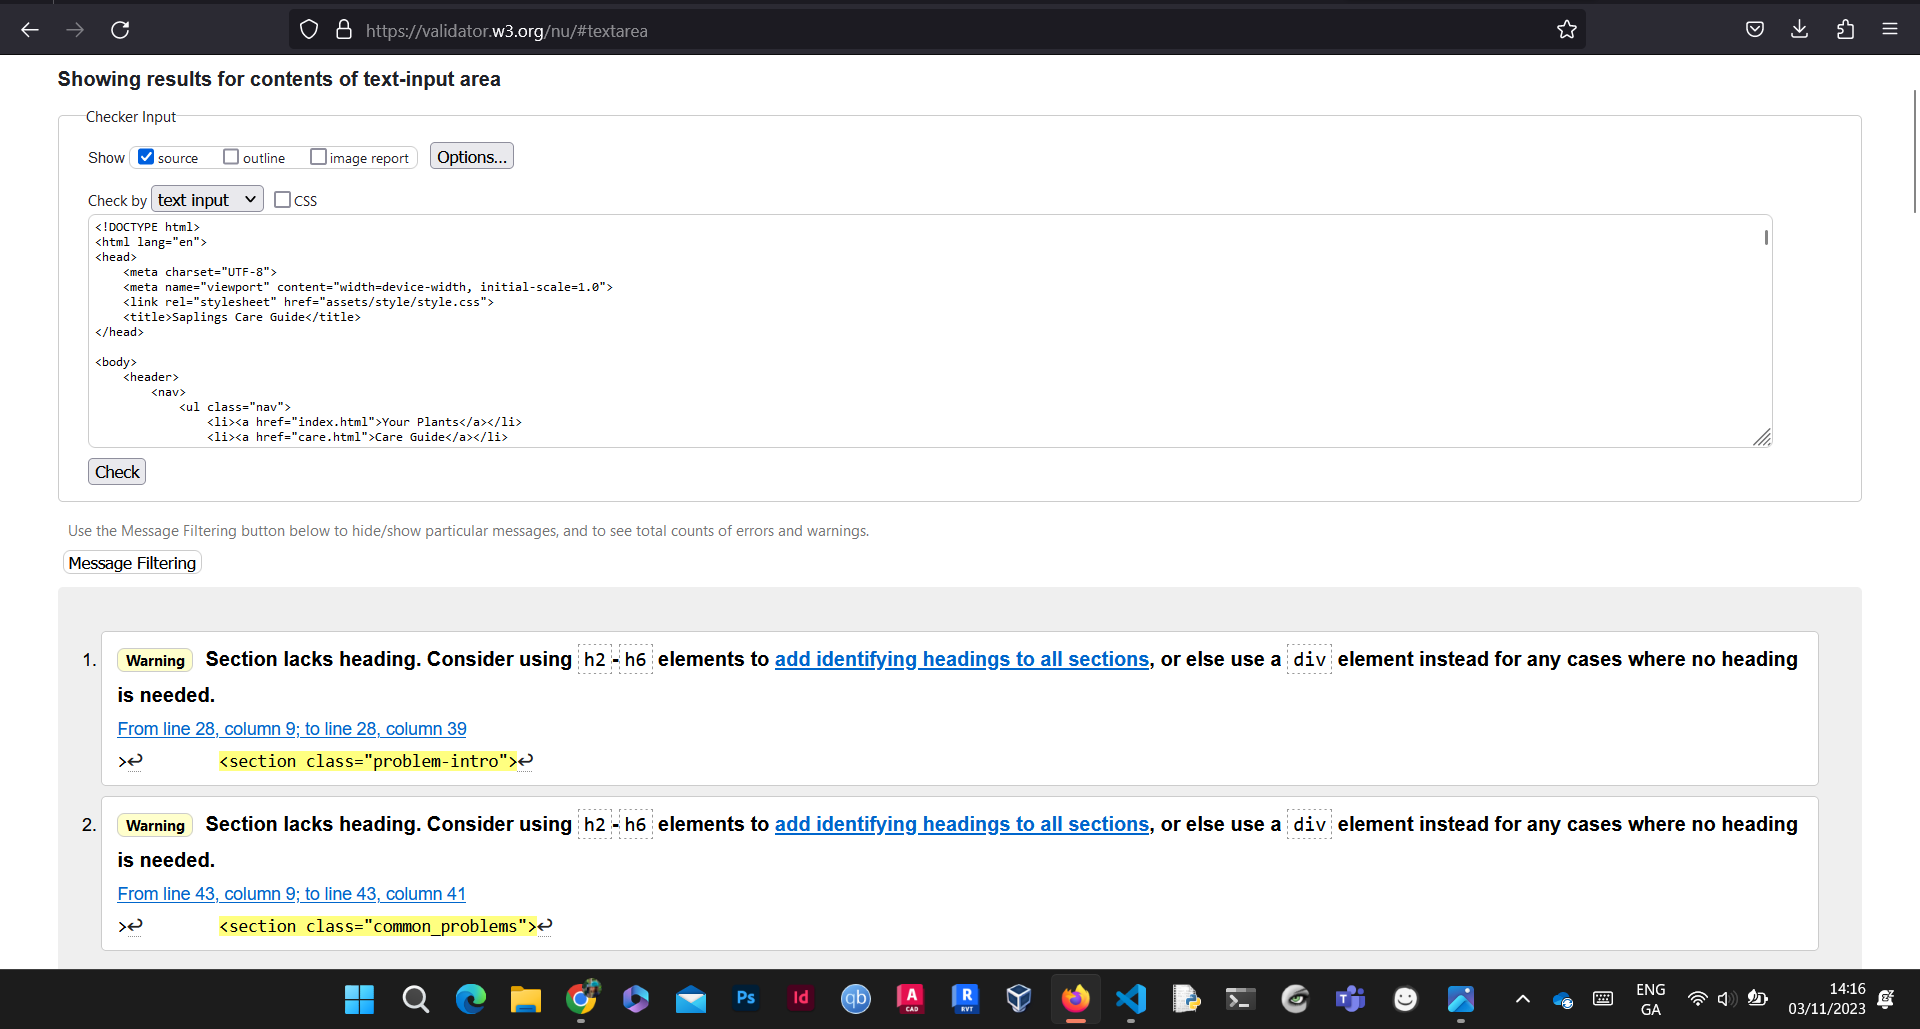 https://validator.w3.org/nu/#textarea
Showing results for contents of text-input area
Checker Input
Show source outline image report Options...
Check by text input CSS
<!DOCTYPE html>
<html lang="en">
<head>
    <meta charset="UTF-8">
    <meta name="viewport" content="width=device-width, initial-scale=1.0">
    <link rel="stylesheet" href="assets/style/style.css">
    <title>Saplings Care Guide</title>
</head>
<body>
    <header>
        <nav>
            <ul class="nav">
                <li><a href="index.html">Your Plants</a></li>
                <li><a href="care.html">Care Guide</a></li>
Check
Use the Message Filtering button below to hide/show particular messages, and to see total counts of errors and warnings.
Message Filtering
1. Warning Section lacks heading. Consider using h2-h6 elements to add identifying headings to all sections, or else use a div element instead for any cases where no heading
is needed.
From line 28, column 9; to line 28, column 39
>↩        <section class="problem-intro">↩
2. Warning Section lacks heading. Consider using h2-h6 elements to add identifying headings to all sections, or else use a div element instead for any cases where no heading
is needed.
From line 43, column 9; to line 43, column 41
>↩        <section class="common_problems">↩
Ps
Id
qb
A
CAD
R
RVT
ENG
GA
14:16
03/11/2023